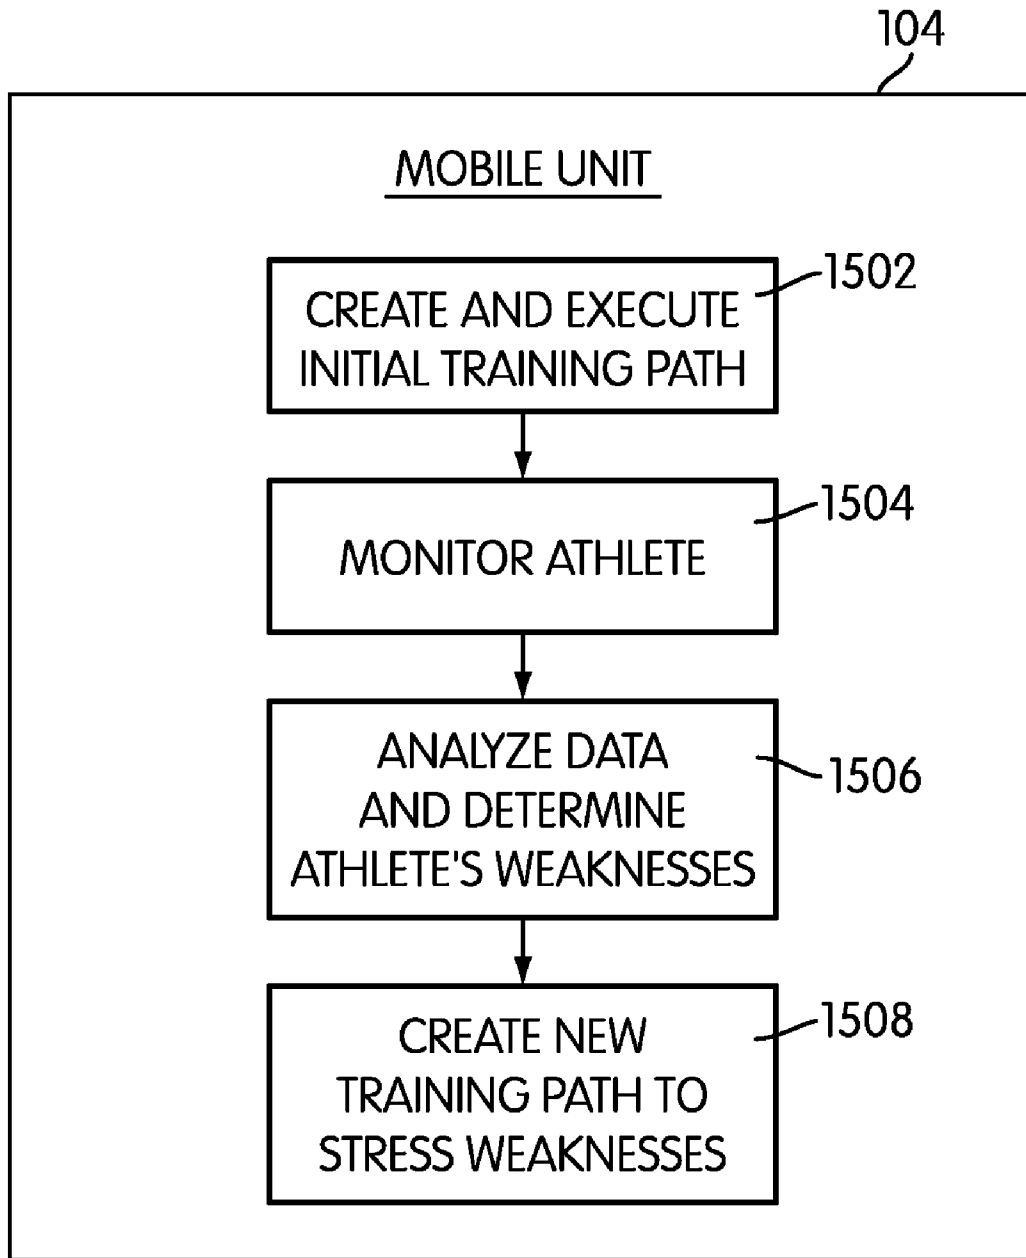 104
MOBILE UNIT
1502
CREATE AND EXECUTE
INITIAL TRAINING PATH
1504
MONITOR ATHLETE
ANALYZE DATA
1506
AND DETERMINE
ATHLETE'S WEAKNESSES
1508
CREATE NEW
TRAINING PATH TO
STRESS WEAKNESSES